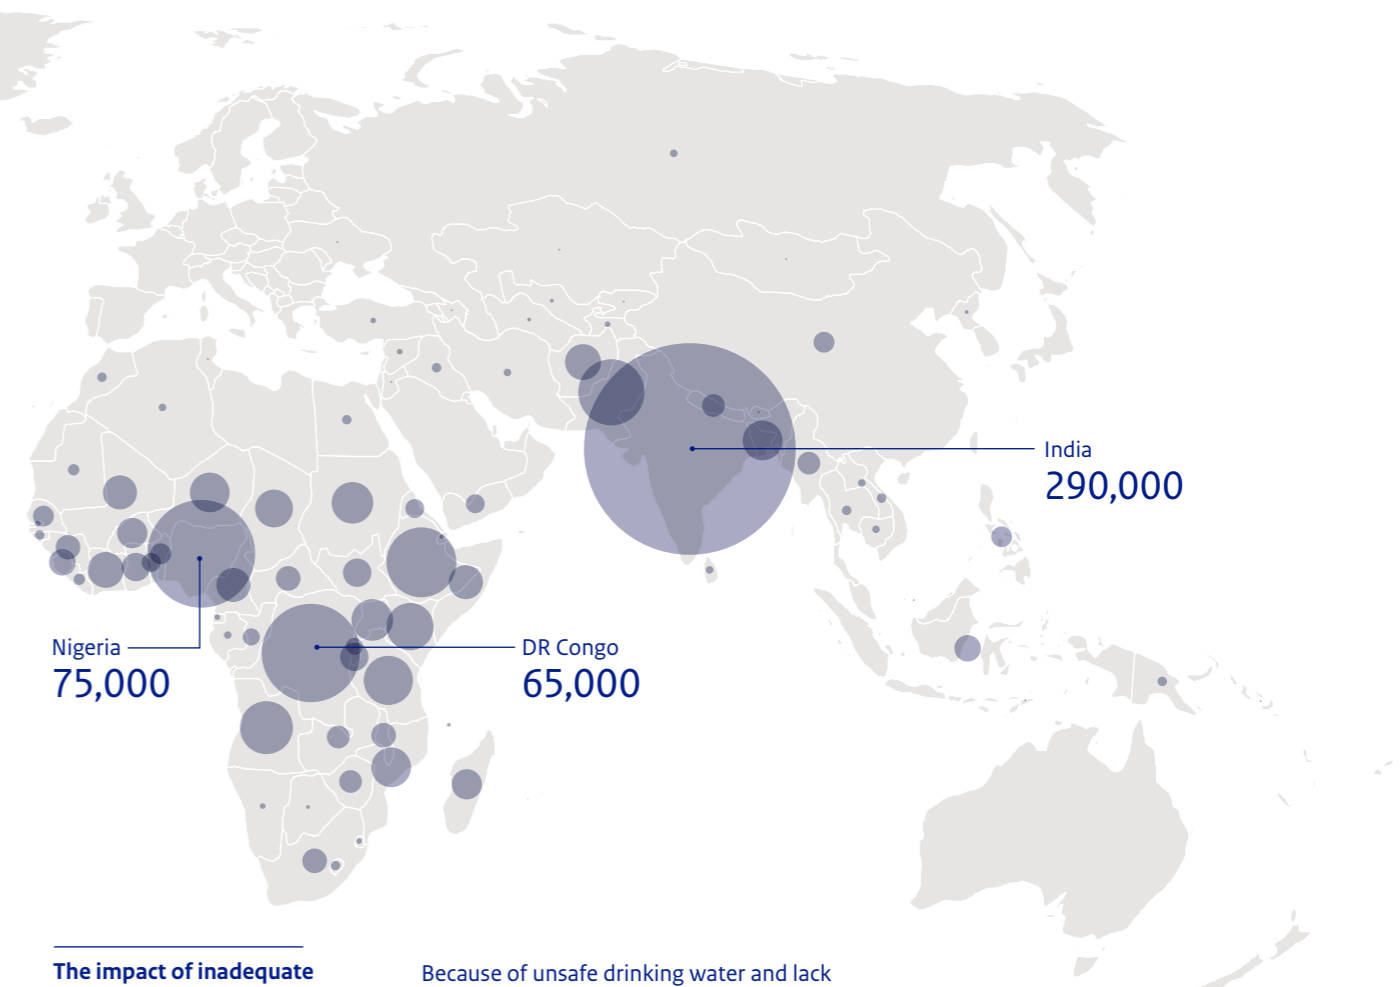 India
290,000
Nigeria
75,000
DR Congo
65,000
The impact of inadequate
Because of unsafe drinking water and lack